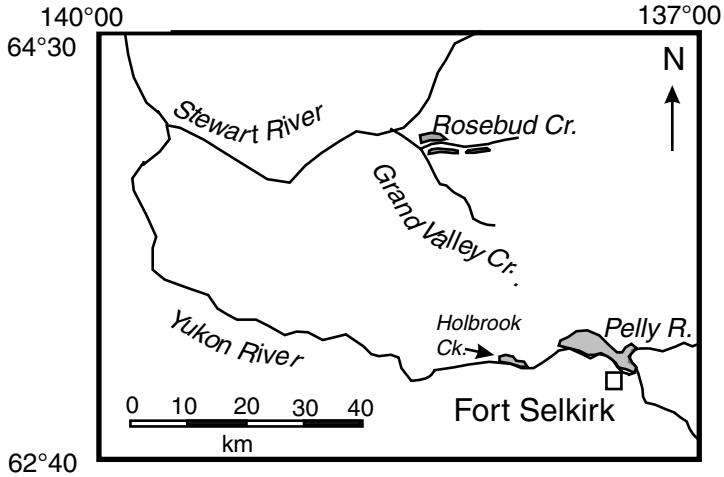 140°00
137°00
64°30
N
Stewart River
Rosebud Cr.
Grand Valley Cr.
Yukon River
Holbrook
Ck.
Pelly R.
Fort Selkirk
0 10 20 30 40
km
62°40